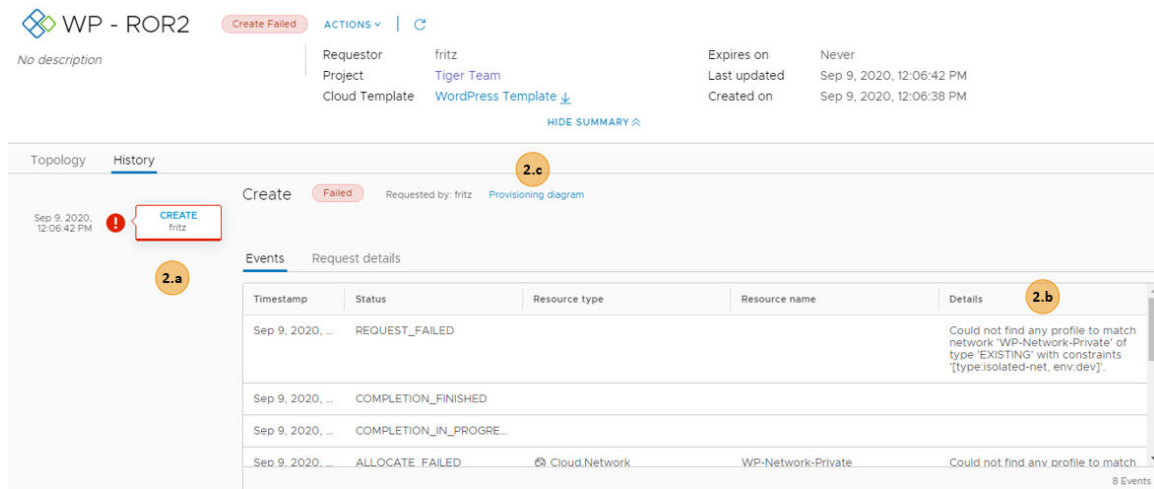 WP - ROR2
Create Failed
ACTIONS
No description
Requestor fritz
Project Tiger Team
Cloud Template WordPress Template
Expires on Never
Last updated Sep 9, 2020, 12:06:42 PM
Created on Sep 9, 2020, 12:06:38 PM
HIDE SUMMARY
Topology History
2.c
Create Failed Requested by: fritz Provisioning diagram
Sep 9, 2020,
12:06:42 PM
CREATE
fritz
2.a
Events Request details
2.b
Timestamp Status Resource type Resource name Details
Sep 9, 2020, ... REQUEST_FAILED Could not find any profile to match
network 'WP-Network-Private' of
type 'EXISTING' with constraints
'[type:isolated-net, env:dev]'.
Sep 9, 2020, ... COMPLETION_FINISHED
Sep 9, 2020, ... COMPLETION_IN_PROGRE...
Sep 9, 2020, ... ALLOCATE_FAILED Cloud.Network WP-Network-Private Could not find any profile to match
8 Events